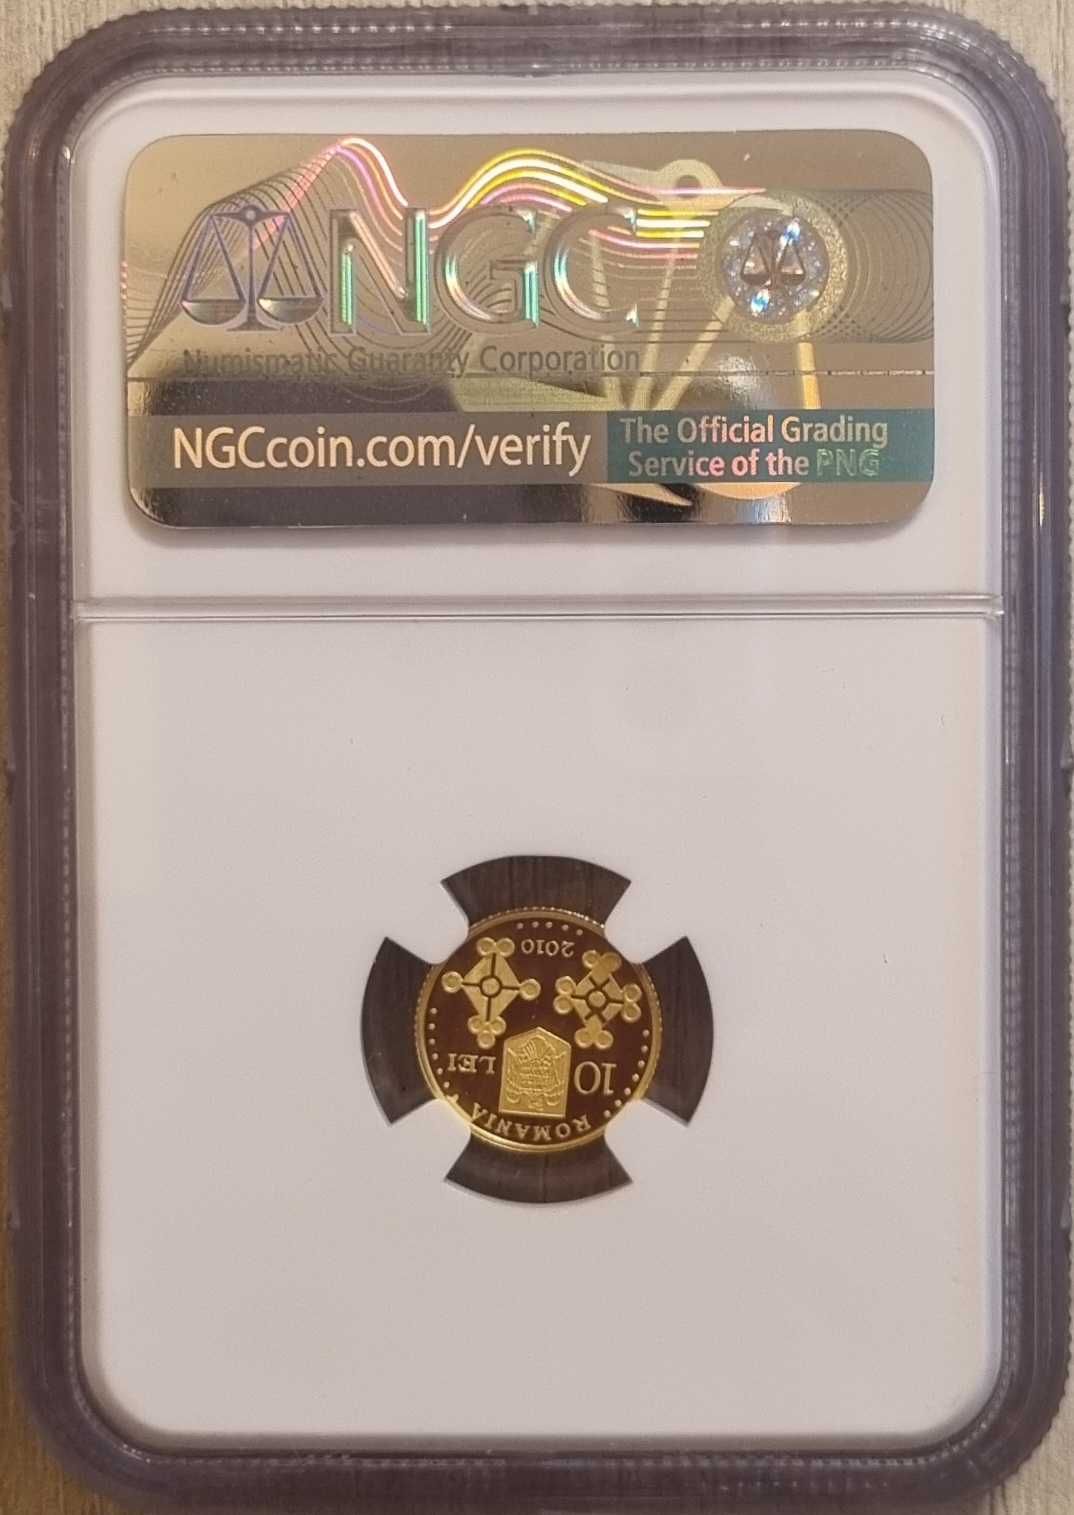 NGC
Numismatic Guaranty Corporation
NGCcoin.com/verify
The Official Grading
Service of the PNG
2010
10
LEI
ROMANIA